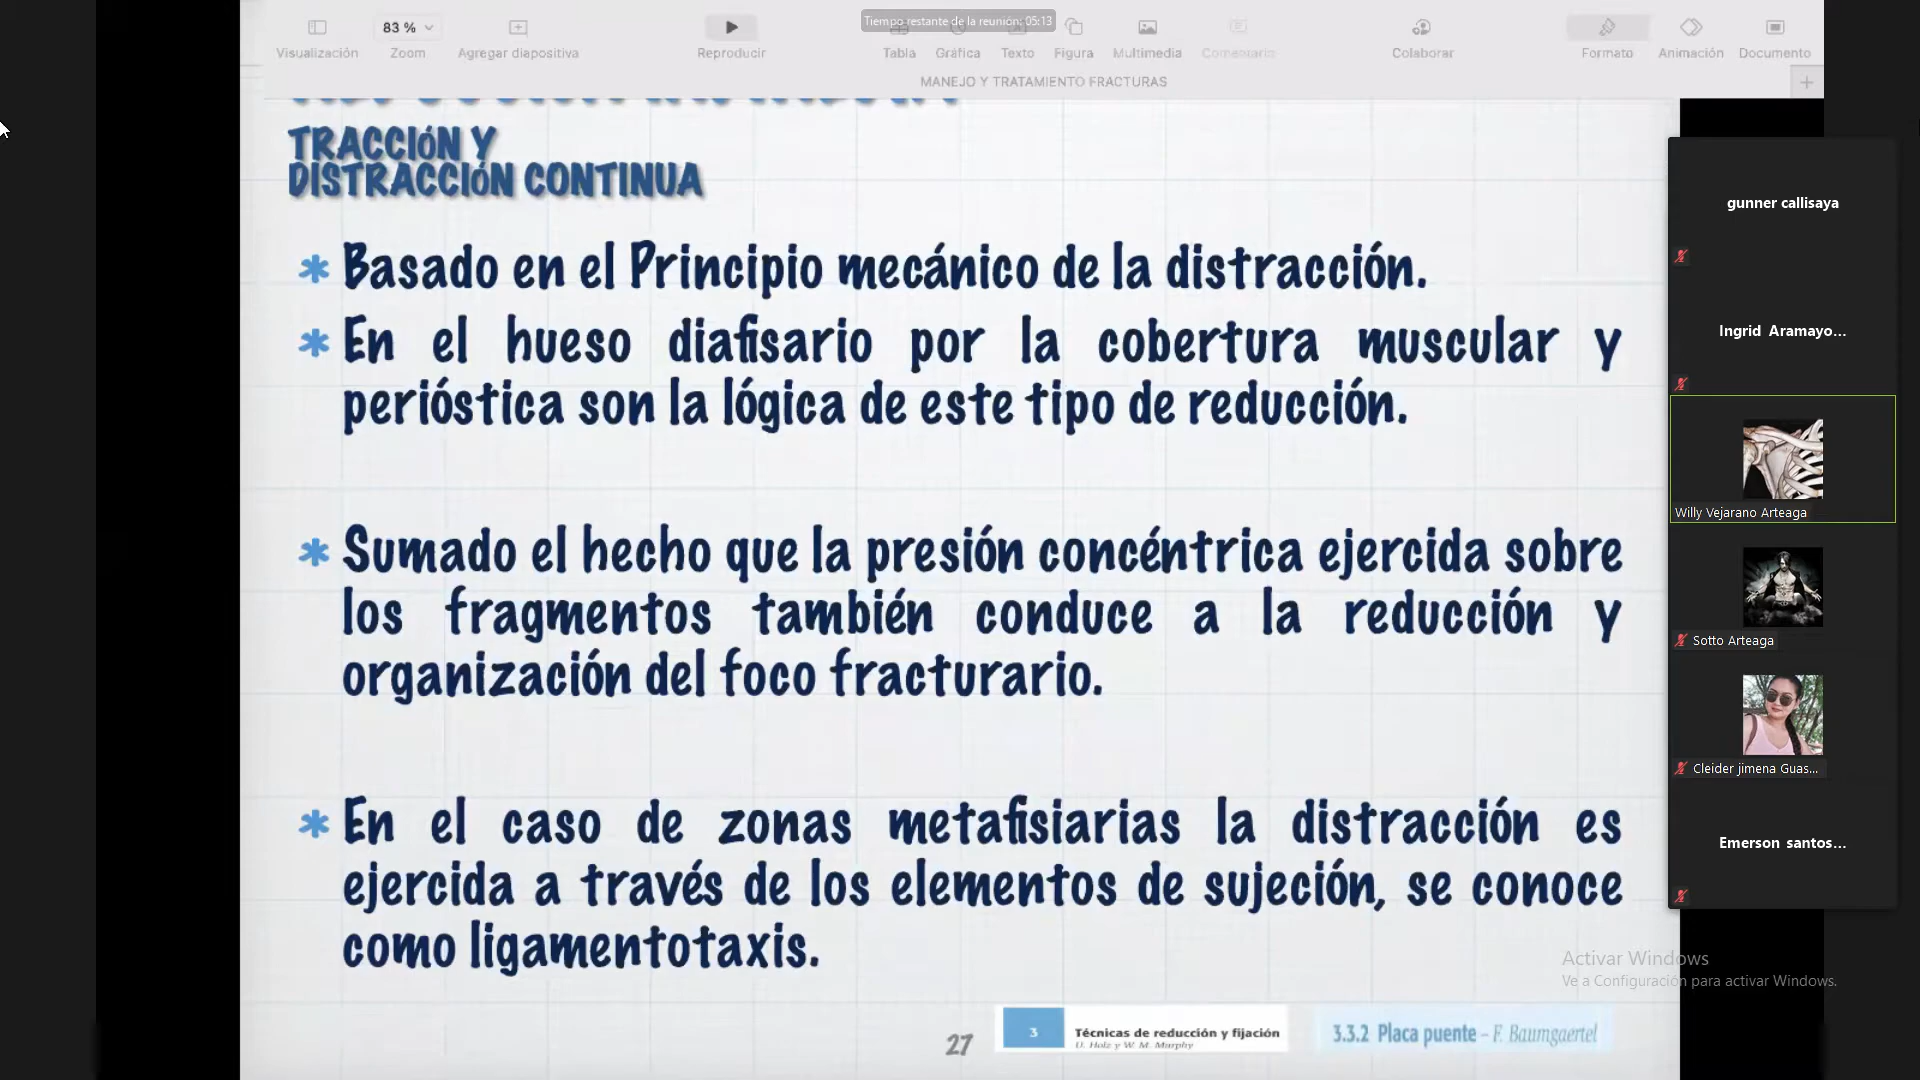 Tiempo restante de la reunión: 05:13
83 %
Visualización Zoom Agregar diapositiva Reproducir Tabla Gráfica Texto Figura Multimedia Comentario Colaborar Formato Animación Documento
MANEJO Y TRATAMIENTO FRACTURAS
+
TRACCIÓN Y
DISTRACCIÓN CONTINUA
* Basado en el Principio mecánico de la distracción.
* En el hueso diafisario por la cobertura muscular y
perióstica son la lógica de este tipo de reducción.
* Sumado el hecho que la presión concéntrica ejercida sobre
los fragmentos también conduce a la reducción y
organización del foco fracturario.
* En el caso de zonas metafisiarias la distracción es
ejercida a través de los elementos de sujeción, se conoce
como ligamentotaxis.
27
3 Técnicas de reducción y fijación
U. Holz y W. M. Murphy
3.3.2 Placa puente – F. Baumgaertel
gunner callisaya
Ingrid Aramayo...
Willy Vejarano Arteaga
Sotto Arteaga
Cleider jimena Guas...
Emerson santos...
Activar Windows
Ve a Configuración para activar Windows.